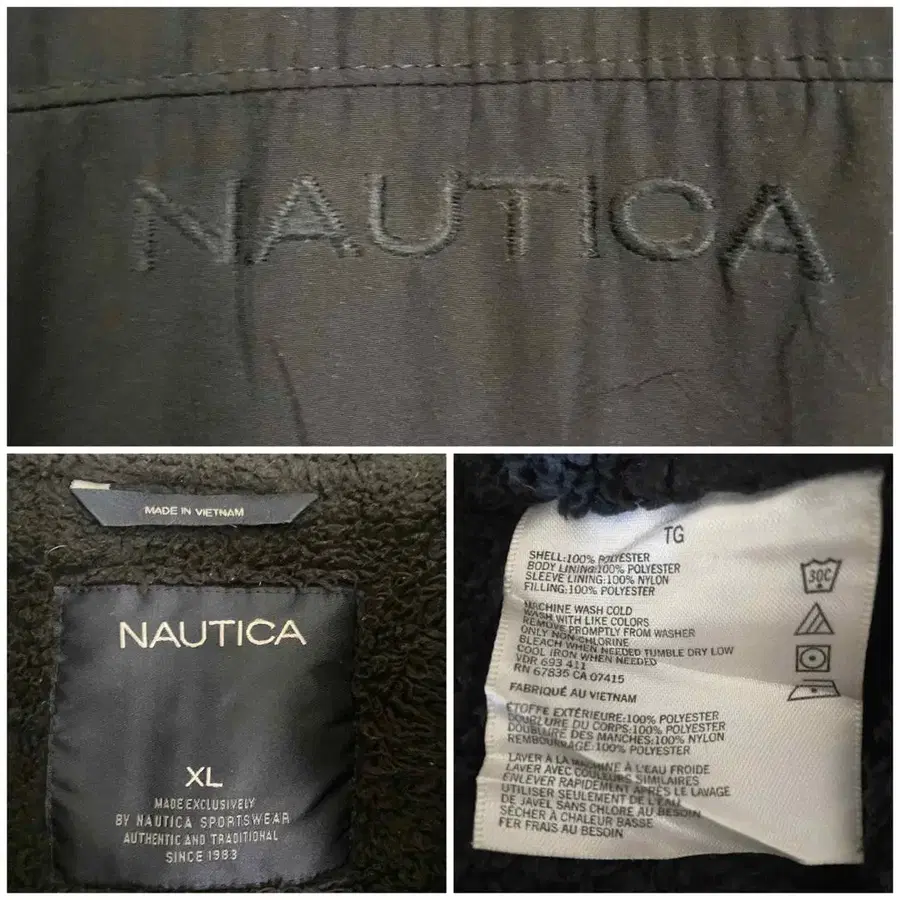 NAUTICA
MADE IN VIETNAM
NAUTICA
XL
MADE EXCLUSIVELY
BY NAUTICA SPORTSWEAR
AUTHENTIC AND TRADITIONAL
SINCE 1983
TG
SHELL:100% POLYESTER
BODY LINING:100% POLYESTER
SLEEVE LINING:100% NYLON
FILLING:100% POLYESTER
MACHINE WASH COLD
WASH WITH LIKE COLORS
REMOVE PROMPTLY FROM WASHER
ONLY NON-CHLORINE
BLEACH WHEN NEEDED TUMBLE DRY LOW
COOL IRON WHEN NEEDED
VDR 693 411
RN 67835 CA 07415
FABRIQUÉ AU VIETNAM
ÉTOFFE EXTÉRIEURE:100% POLYESTER
DOUBLURE DU CORPS:100% POLYESTER
DOUBLURE DES MANCHES:100% NYLON
REMBOURRAGE:100% POLYESTER
LAVER À LA MACHINE À L'EAU FROIDE
LAVER AVEC COULEURS SIMILAIRES
ENLEVER RAPIDEMENT APRÈS LE LAVAGE
UTILISER SEULEMENT DE L'EAU
DE JAVEL SANS CHLORE AU BESOIN
SÉCHER À CHALEUR BASSE
FER FRAIS AU BESOIN
30C